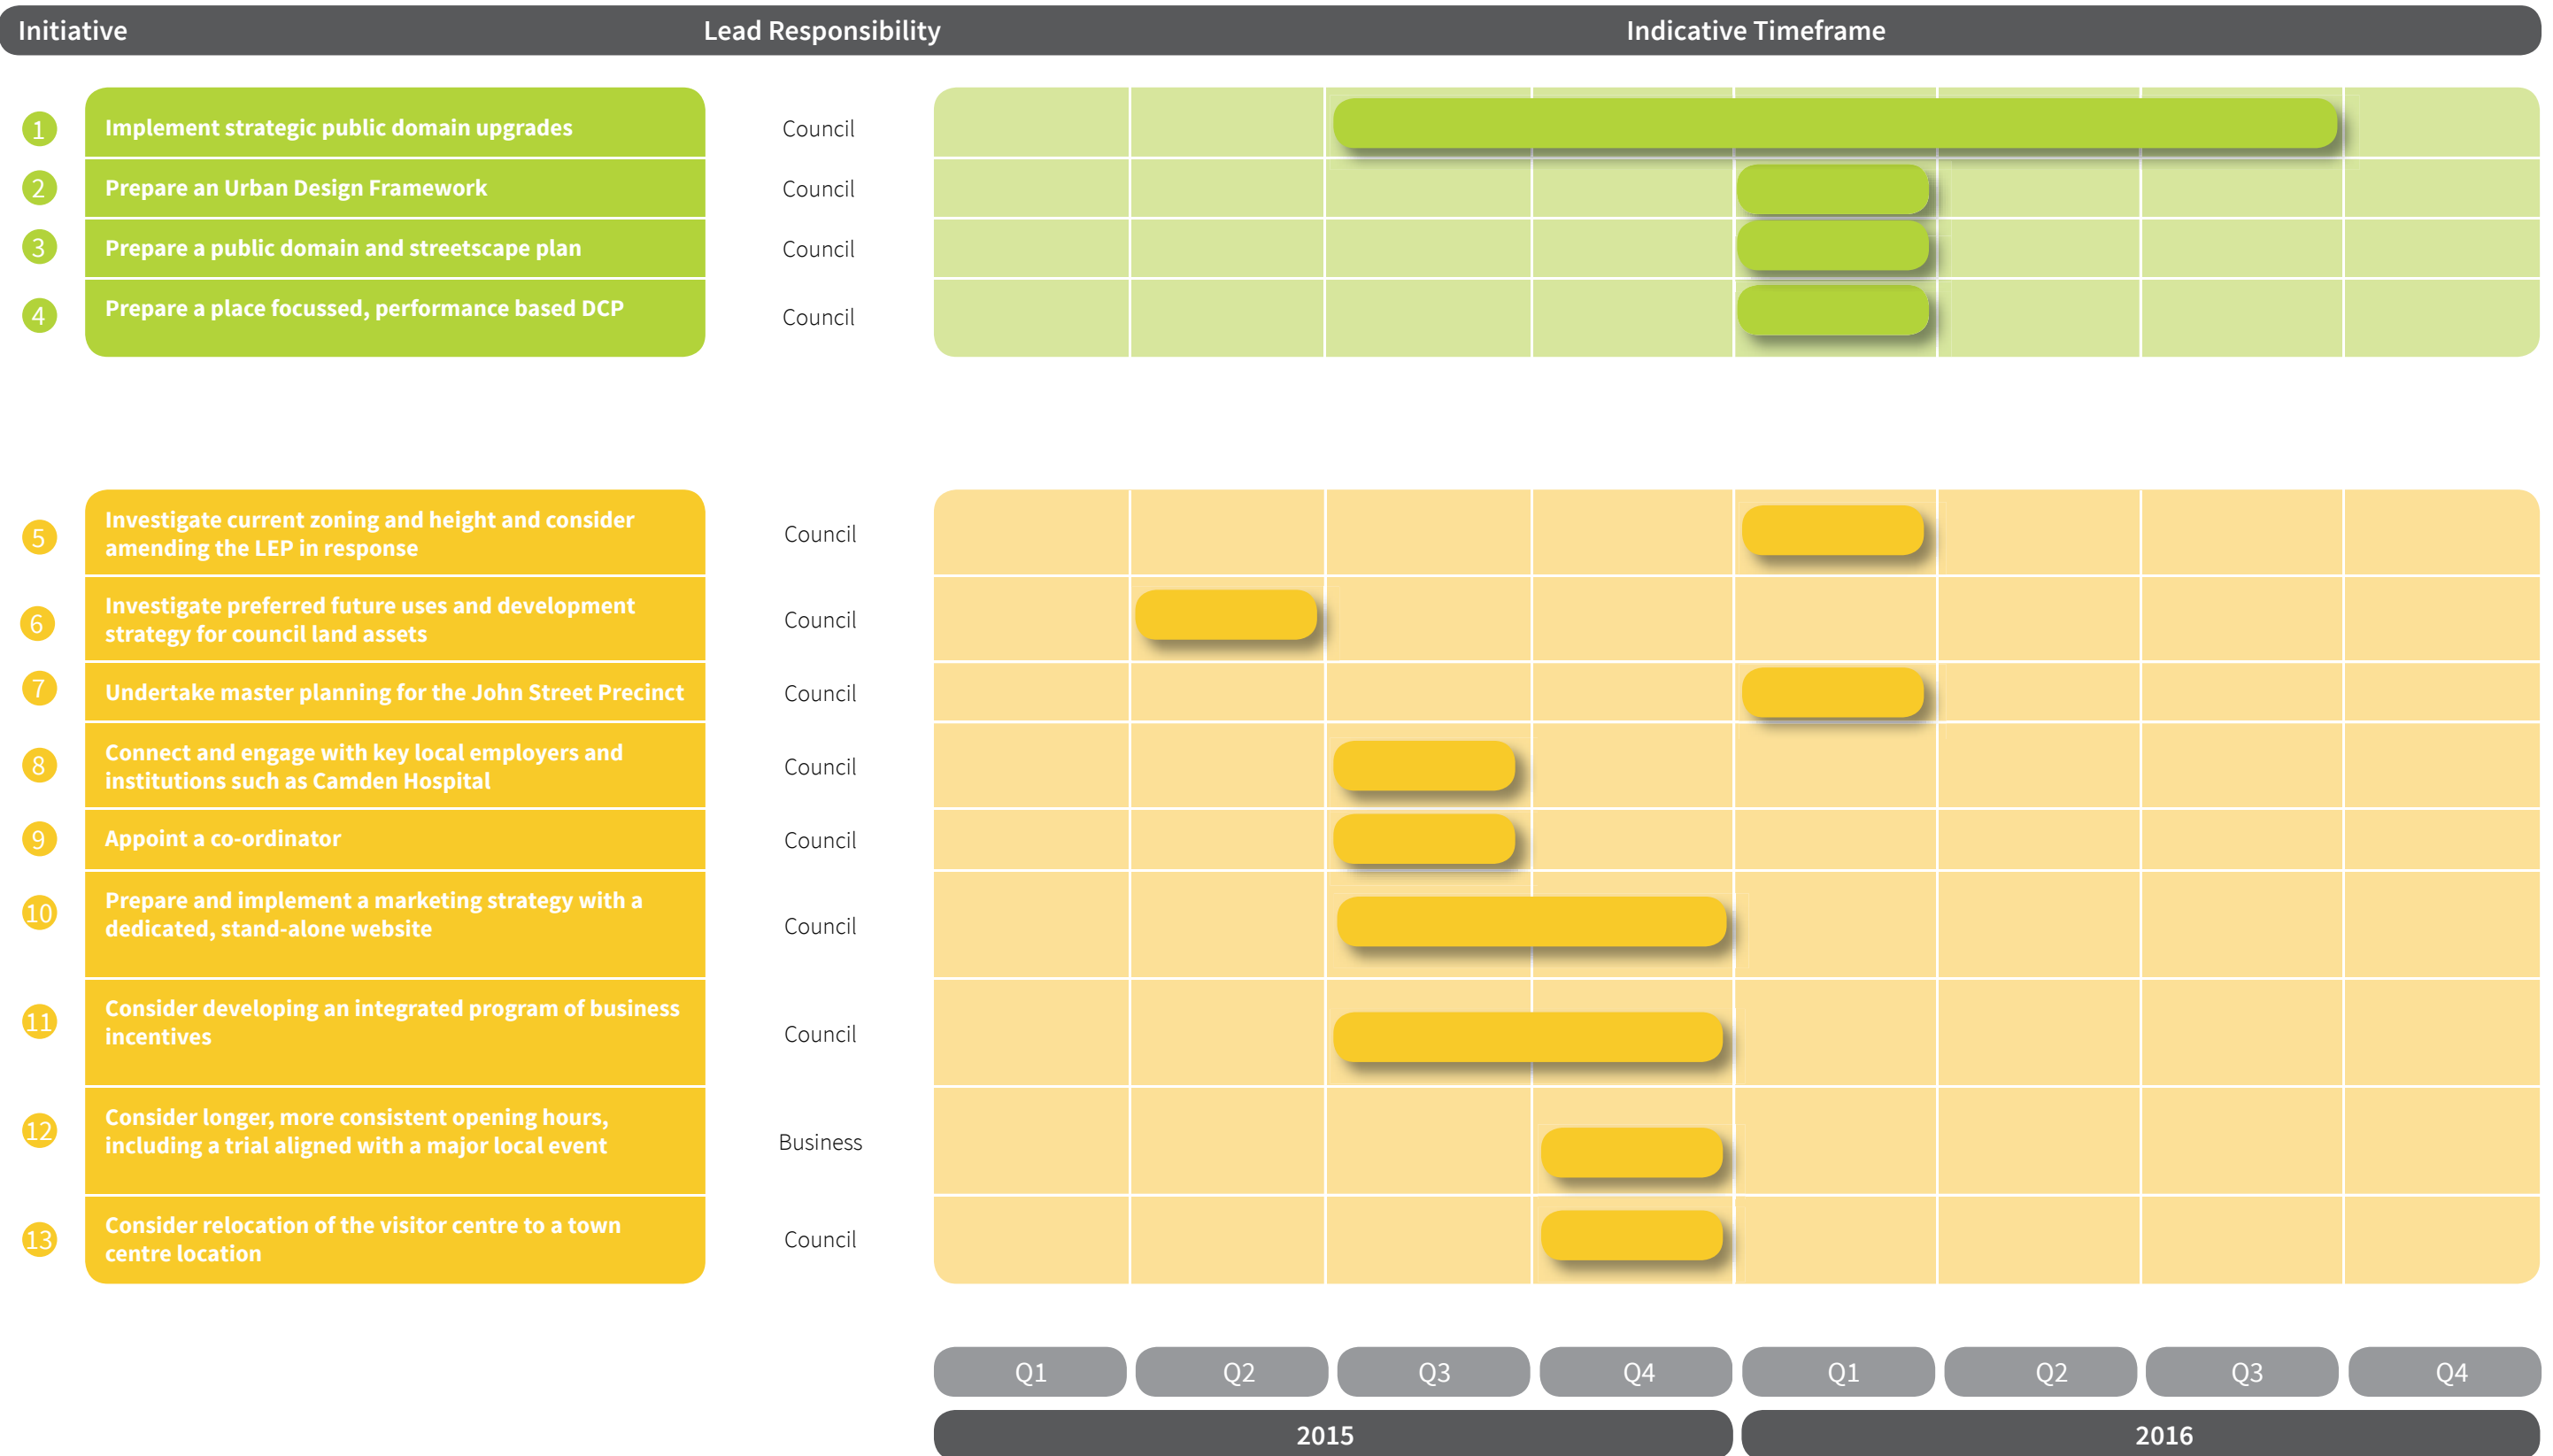 Initiative Lead Responsibility Indicative Timeframe
1 Implement strategic public domain upgrades Council
2 Prepare an Urban Design Framework Council
3 Prepare a public domain and streetscape plan Council
4 Prepare a place focussed, performance based DCP Council
5 Investigate current zoning and height and consider
amending the LEP in response
Council
6 Investigate preferred future uses and development
strategy for council land assets
Council
7 Undertake master planning for the John Street Precinct Council
8 Connect and engage with key local employers and
institutions such as Camden Hospital
Council
9 Appoint a co-ordinator Council
10 Prepare and implement a marketing strategy with a
dedicated, stand-alone website
Council
11 Consider developing an integrated program of business
incentives
Council
12 Consider longer, more consistent opening hours,
including a trial aligned with a major local event
Business
13 Consider relocation of the visitor centre to a town
centre location
Council
Q1 Q2 Q3 Q4 Q1 Q2 Q3 Q4
2015 2016